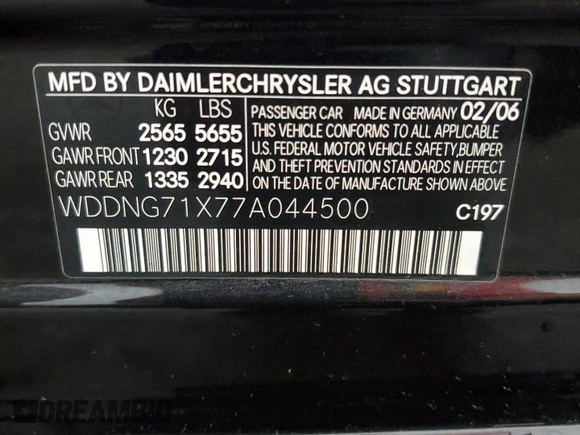 MFD BY DAIMLERCHRYSLER AG STUTTGART
KG LBS
GVWR 2565 5655
GAWR FRONT 1230 2715
GAWR REAR 1335 2940
PASSENGER CAR MADE IN GERMANY 02/06
THIS VEHICLE CONFORMS TO ALL APPLICABLE
U.S. FEDERAL MOTOR VEHICLE SAFETY, BUMPER
AND THEFT PREVENTION STANDARDS IN EFFECT
ON THE DATE OF MANUFACTURE SHOWN ABOVE.
WDDNG71X77A044500
C197
DREAMBID